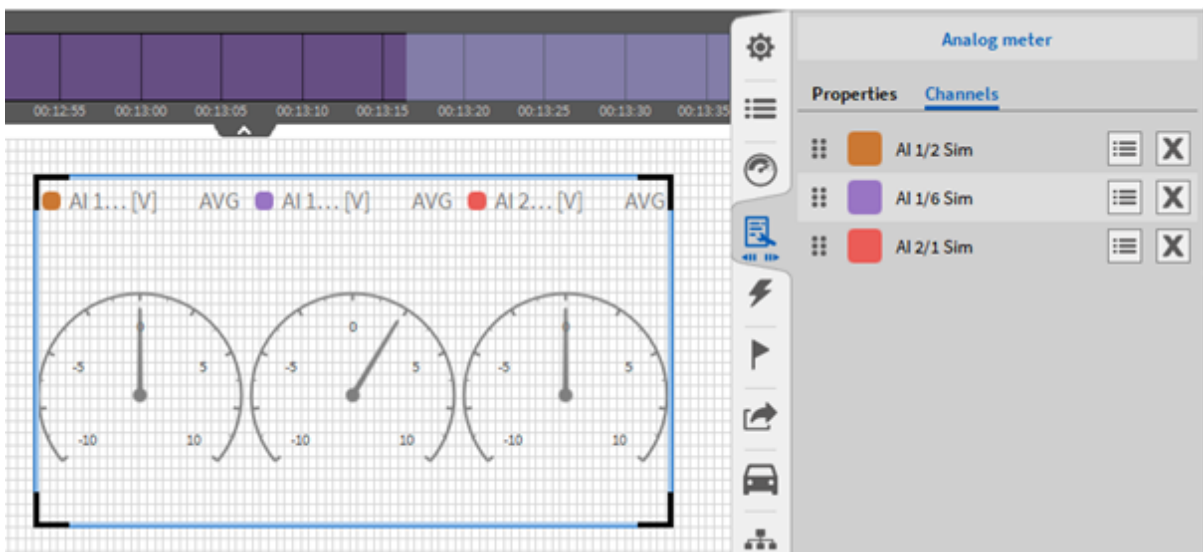 Analog meter
Properties Channels
00:12:55 00:13:00 00:13:05 00:13:10 00:13:15 00:13:20 00:13:25 00:13:30 00:13:35
AI 1/2 Sim
AI 1/6 Sim
AI 2/1 Sim
AI 1... [V] AVG AI 1... [V] AVG AI 2... [V] AVG
0 0 0
-5 5 -5 5 -5 5
-10 10 -10 10 -10 10